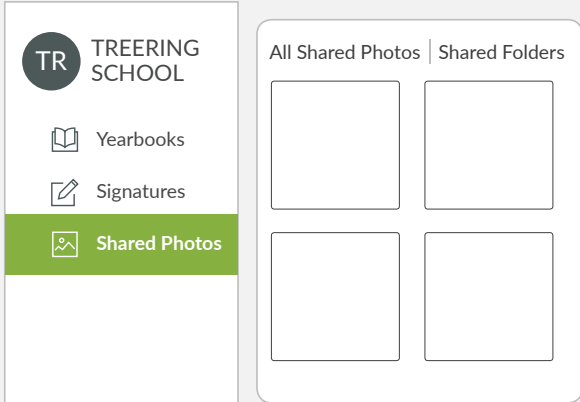 TR
TREERING
SCHOOL
Yearbooks
Signatures
Shared Photos
All Shared Photos | Shared Folders